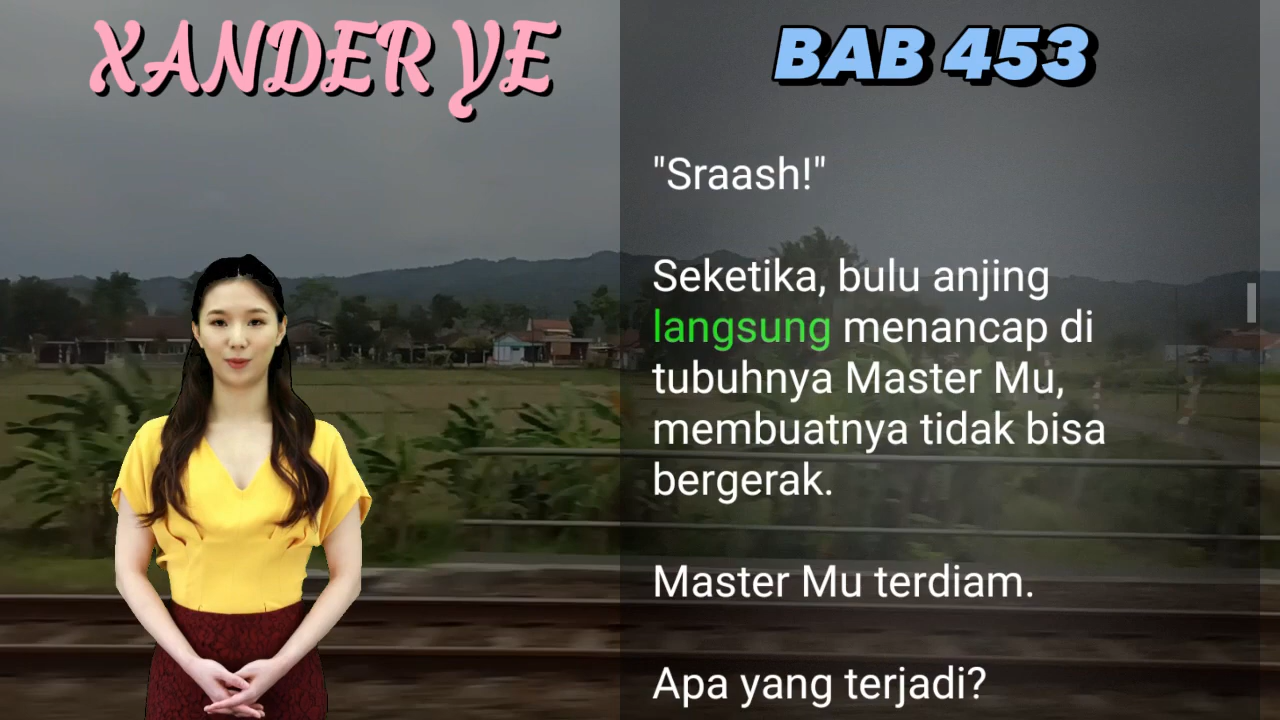 XANDER YE
BAB 453
"Sraash!"
Seketika, bulu anjing
langsung menancap di
tubuhnya Master Mu,
membuatnya tidak bisa
bergerak.
Master Mu terdiam.
Apa yang terjadi?